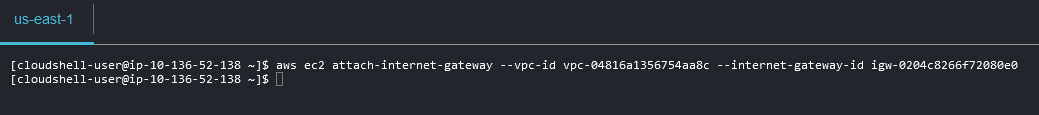 us-east-1
[cloudshell-user@ip-10-136-52-138 ~]$ aws ec2 attach-internet-gateway --vpc-id vpc-04816a1356754aa8c --internet-gateway-id igw-0204c8266f72080e0
[cloudshell-user@ip-10-136-52-138 ~]$